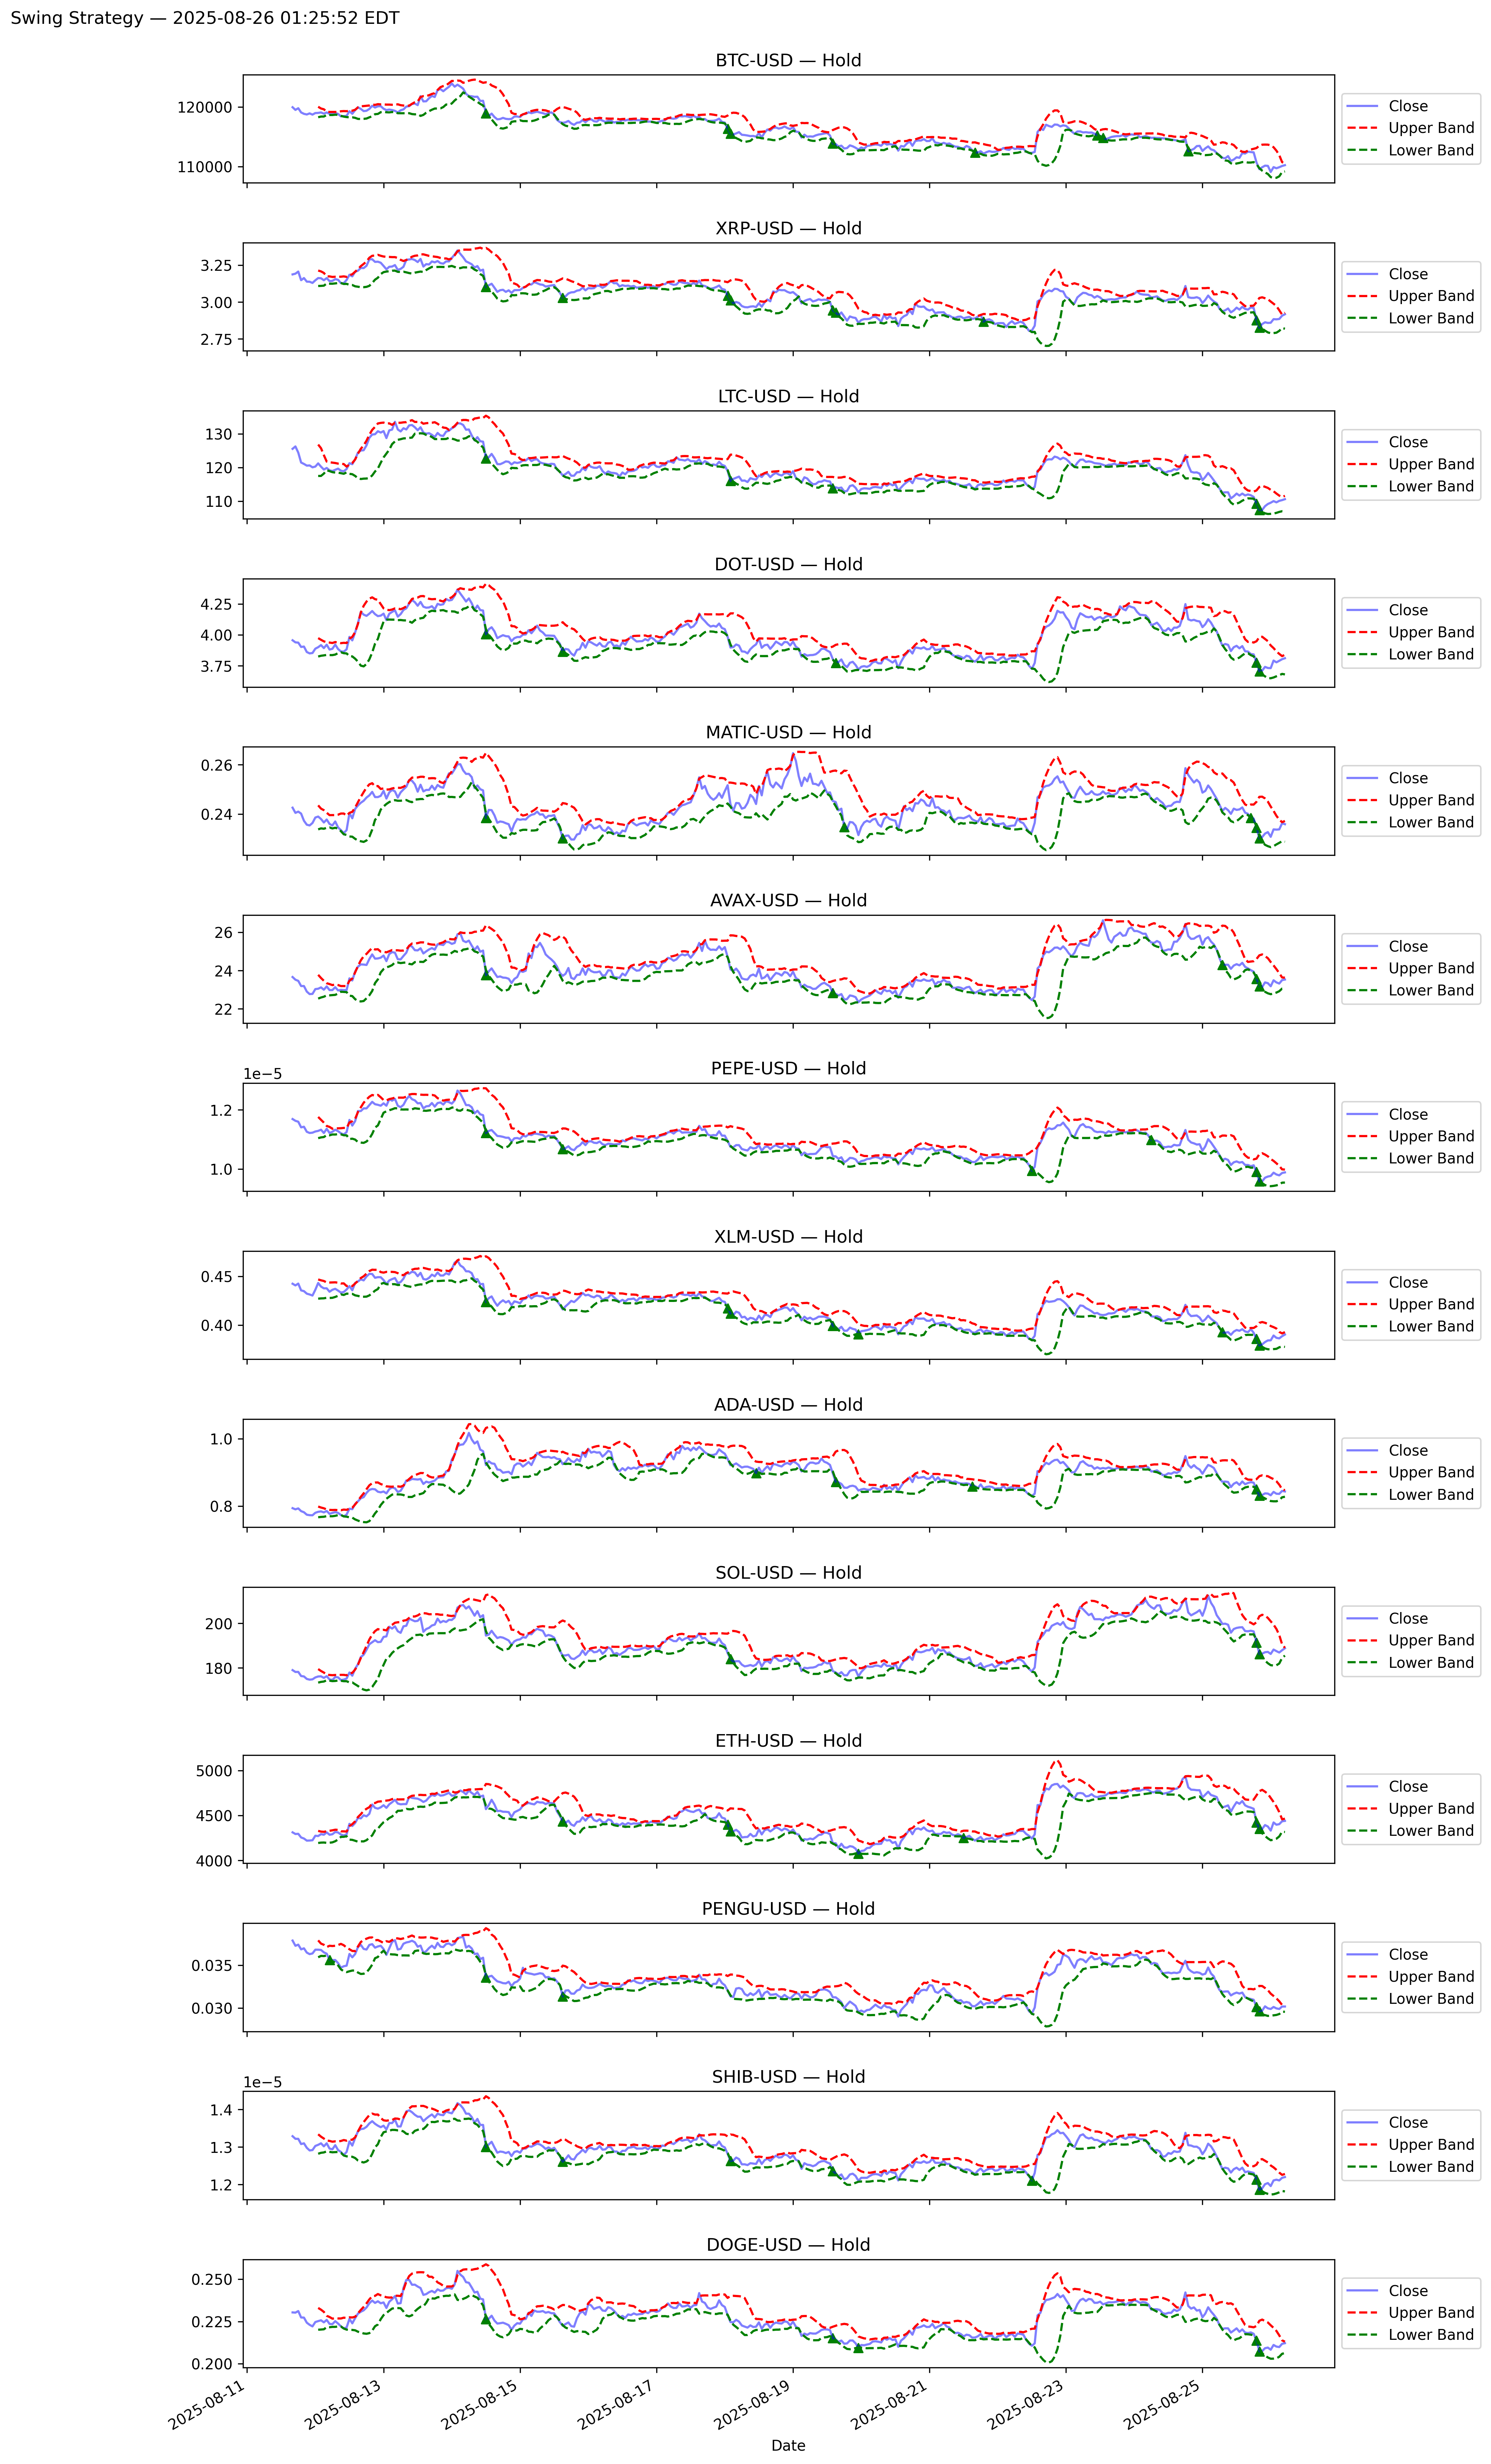 Swing Strategy — 2025-08-26 01:25:52 EDT
BTC-USD — Hold
120000
110000
Close
Upper Band
Lower Band
XRP-USD — Hold
3.25
3.00
2.75
Close
Upper Band
Lower Band
LTC-USD — Hold
130
120
110
Close
Upper Band
Lower Band
DOT-USD — Hold
4.25
4.00
3.75
Close
Upper Band
Lower Band
MATIC-USD — Hold
0.26
0.24
Close
Upper Band
Lower Band
AVAX-USD — Hold
26
24
22
Close
Upper Band
Lower Band
PEPE-USD — Hold
1e−5
1.2
1.0
Close
Upper Band
Lower Band
XLM-USD — Hold
0.45
0.40
Close
Upper Band
Lower Band
ADA-USD — Hold
1.0
0.8
Close
Upper Band
Lower Band
SOL-USD — Hold
200
180
Close
Upper Band
Lower Band
ETH-USD — Hold
5000
4500
4000
Close
Upper Band
Lower Band
PENGU-USD — Hold
0.035
0.030
Close
Upper Band
Lower Band
SHIB-USD — Hold
1e−5
1.4
1.3
1.2
Close
Upper Band
Lower Band
DOGE-USD — Hold
0.250
0.225
0.200
Close
Upper Band
Lower Band
2025-08-11
2025-08-13
2025-08-15
2025-08-17
2025-08-19
2025-08-21
2025-08-23
2025-08-25
Date